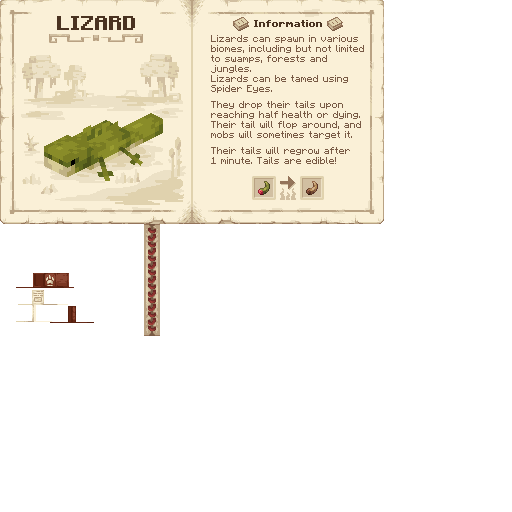 LIZARD
Information
Lizards can spawn in various
biomes, including but not limited
to swamps, forests and
jungles.
Lizards can be tamed using
Spider Eyes.
They drop their tails upon
reaching half health or dying.
Their tail will flop around, and
mobs will sometimes target it.
Their tails will regrow after
1 minute. Tails are edible!